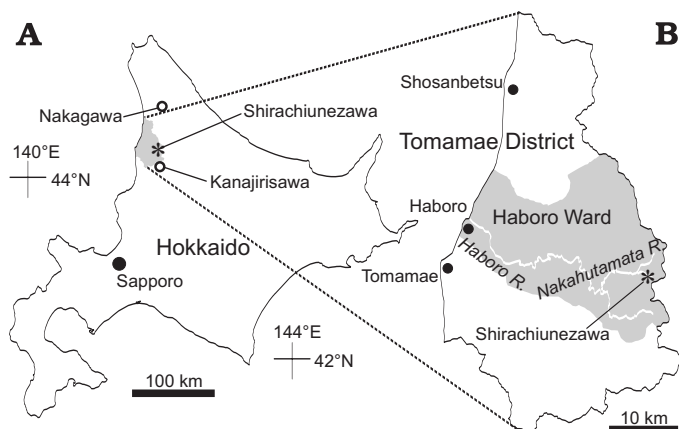 A
Nakagawa
Shirachiunezawa
140°E
44°N
Kanajirisawa
Hokkaido
Sapporo
144°E
42°N
100 km
B
Shosanbetsu
Tomamae District
Haboro
Haboro Ward
Haboro R.
Nakahutamata R.
Tomamae
Shirachiunezawa
10 km